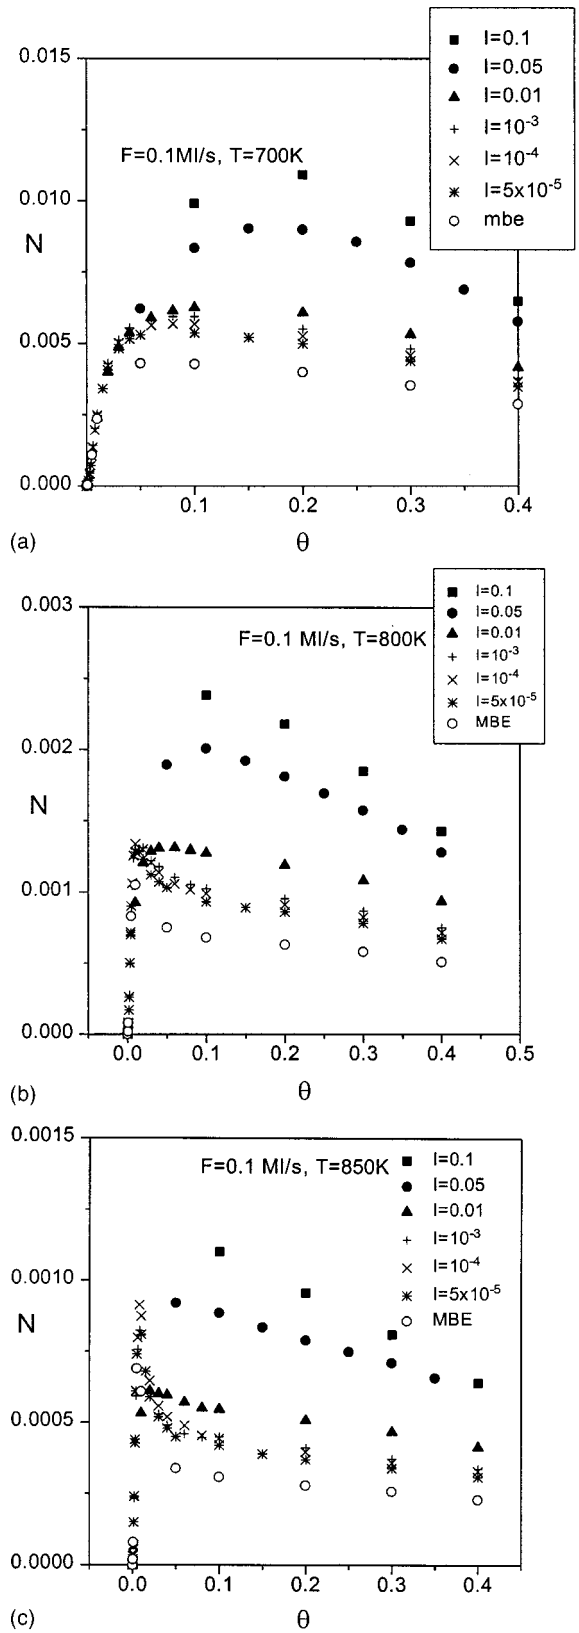 0.015
I=0.1
I=0.05
I=0.01
I=10⁻³
I=10⁻⁴
I=5x10⁻⁵
mbe
F=0.1Ml/s, T=700K
0.010
N
0.005
0.000
0.1 0.2 0.3 0.4
(a)
θ
0.003
I=0.1
I=0.05
I=0.01
I=10⁻³
I=10⁻⁴
I=5x10⁻⁵
MBE
F=0.1 Ml/s, T=800K
0.002
N
0.001
0.000
0.0 0.1 0.2 0.3 0.4 0.5
(b)
θ
0.0015
F=0.1 Ml/s, T=850K
I=0.1
I=0.05
I=0.01
I=10⁻³
I=10⁻⁴
I=5x10⁻⁵
MBE
0.0010
N
0.0005
0.0000
0.0 0.1 0.2 0.3 0.4
(c)
θ